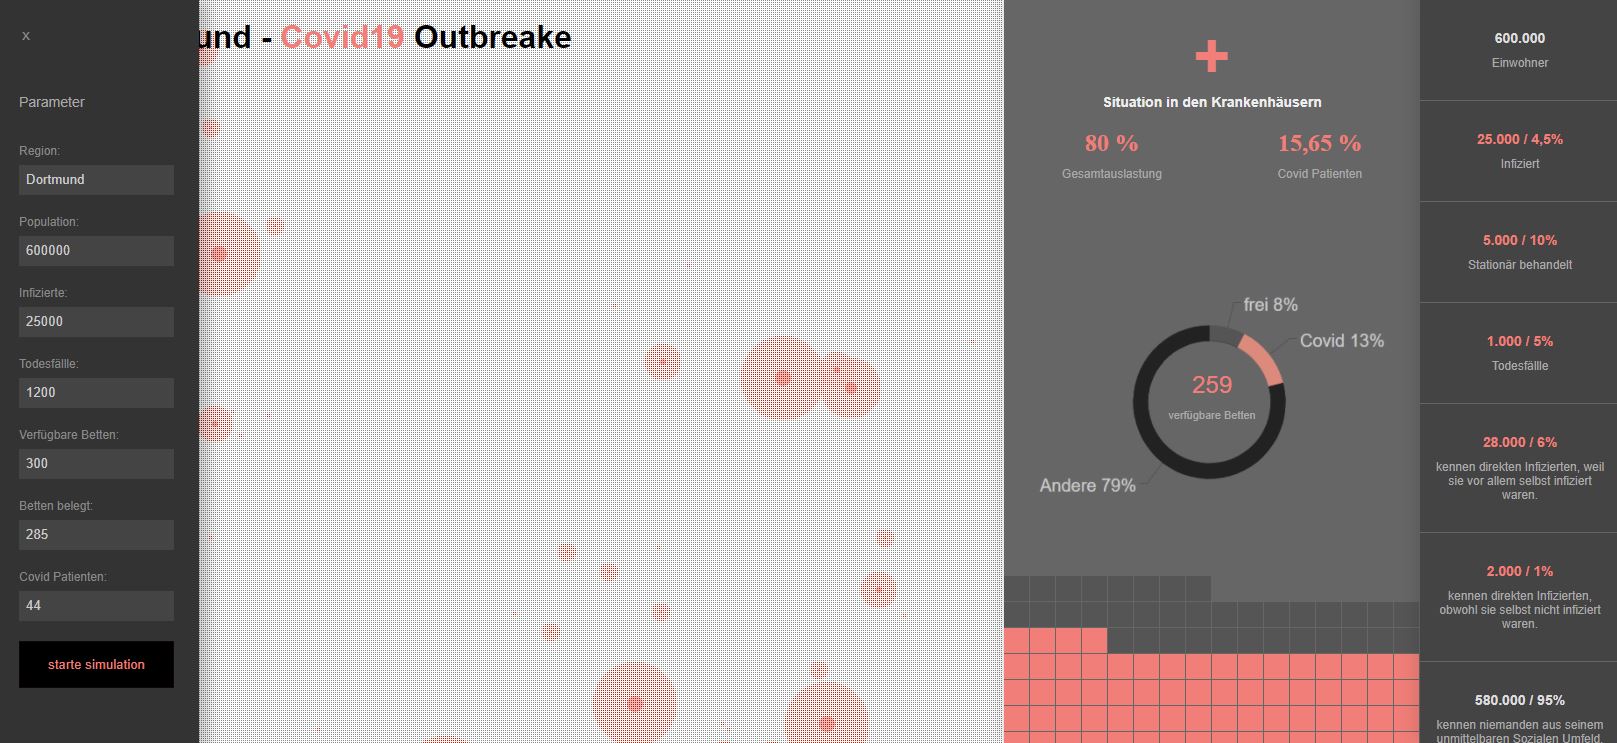 x
und - Covid19 Outbreake
Parameter
Region:
Dortmund
Population:
600000
Infizierte:
25000
Todesfällle:
1200
Verfügbare Betten:
300
Betten belegt:
285
Covid Patienten:
44
starte simulation
Situation in den Krankenhäusern
80 %
Gesamtauslastung
15,65 %
Covid Patienten
frei 8%
Covid 13%
259
verfügbare Betten
Andere 79%
600.000
Einwohner
25.000 / 4,5%
Infiziert
5.000 / 10%
Stationär behandelt
1.000 / 5%
Todesfällle
28.000 / 6%
kennen direkten Infizierten, weil
sie vor allem selbst infiziert
waren.
2.000 / 1%
kennen direkten Infizierten,
obwohl sie selbst nicht infiziert
waren.
580.000 / 95%
kennen niemanden aus seinem
unmittelbaren Sozialen Umfeld,